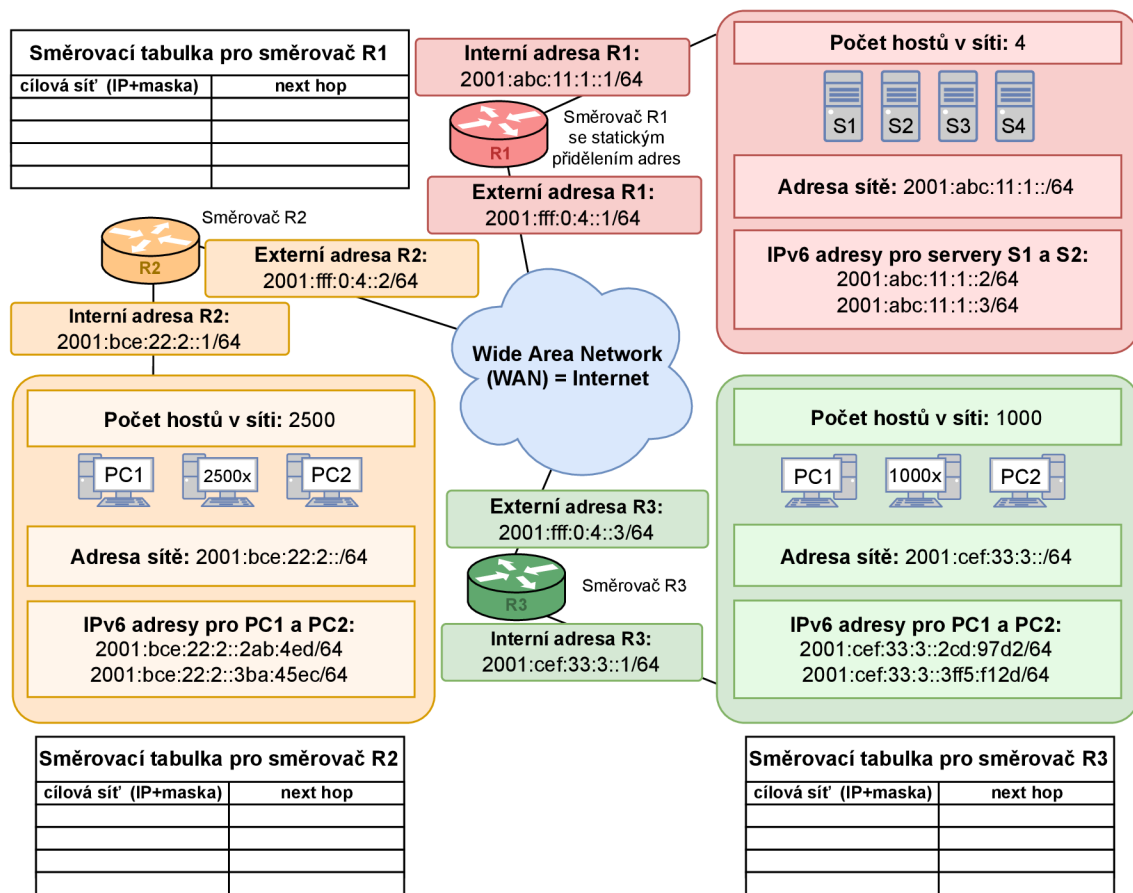 Směrovací tabulka pro směrovač R1
cílová síť (IP+maska)
next hop
Interní adresa R1:
2001:abc:11:1::1/64
R1
Směrovač R1
se statickým
přidělením adres
Externí adresa R1:
2001:fff:0:4::1/64
Počet hostů v síti: 4
S1
S2
S3
S4
Adresa sítě: 2001:abc:11:1::/64
IPv6 adresy pro servery S1 a S2:
2001:abc:11:1::2/64
2001:abc:11:1::3/64
Směrovač R2
R2
Externí adresa R2:
2001:fff:0:4::2/64
Interní adresa R2:
2001:bce:22:2::1/64
Wide Area Network
(WAN) = Internet
Počet hostů v síti: 2500
PC1
2500x
PC2
Adresa sítě: 2001:bce:22:2::/64
IPv6 adresy pro PC1 a PC2:
2001:bce:22:2::2ab:4ed/64
2001:bce:22:2::3ba:45ec/64
Externí adresa R3:
2001:fff:0:4::3/64
R3
Směrovač R3
Interní adresa R3:
2001:cef:33:3::1/64
Počet hostů v síti: 1000
PC1
1000x
PC2
Adresa sítě: 2001:cef:33:3::/64
IPv6 adresy pro PC1 a PC2:
2001:cef:33:3::2cd:97d2/64
2001:cef:33:3::3ff5:f12d/64
Směrovací tabulka pro směrovač R2
cílová síť (IP+maska)
next hop
Směrovací tabulka pro směrovač R3
cílová síť (IP+maska)
next hop